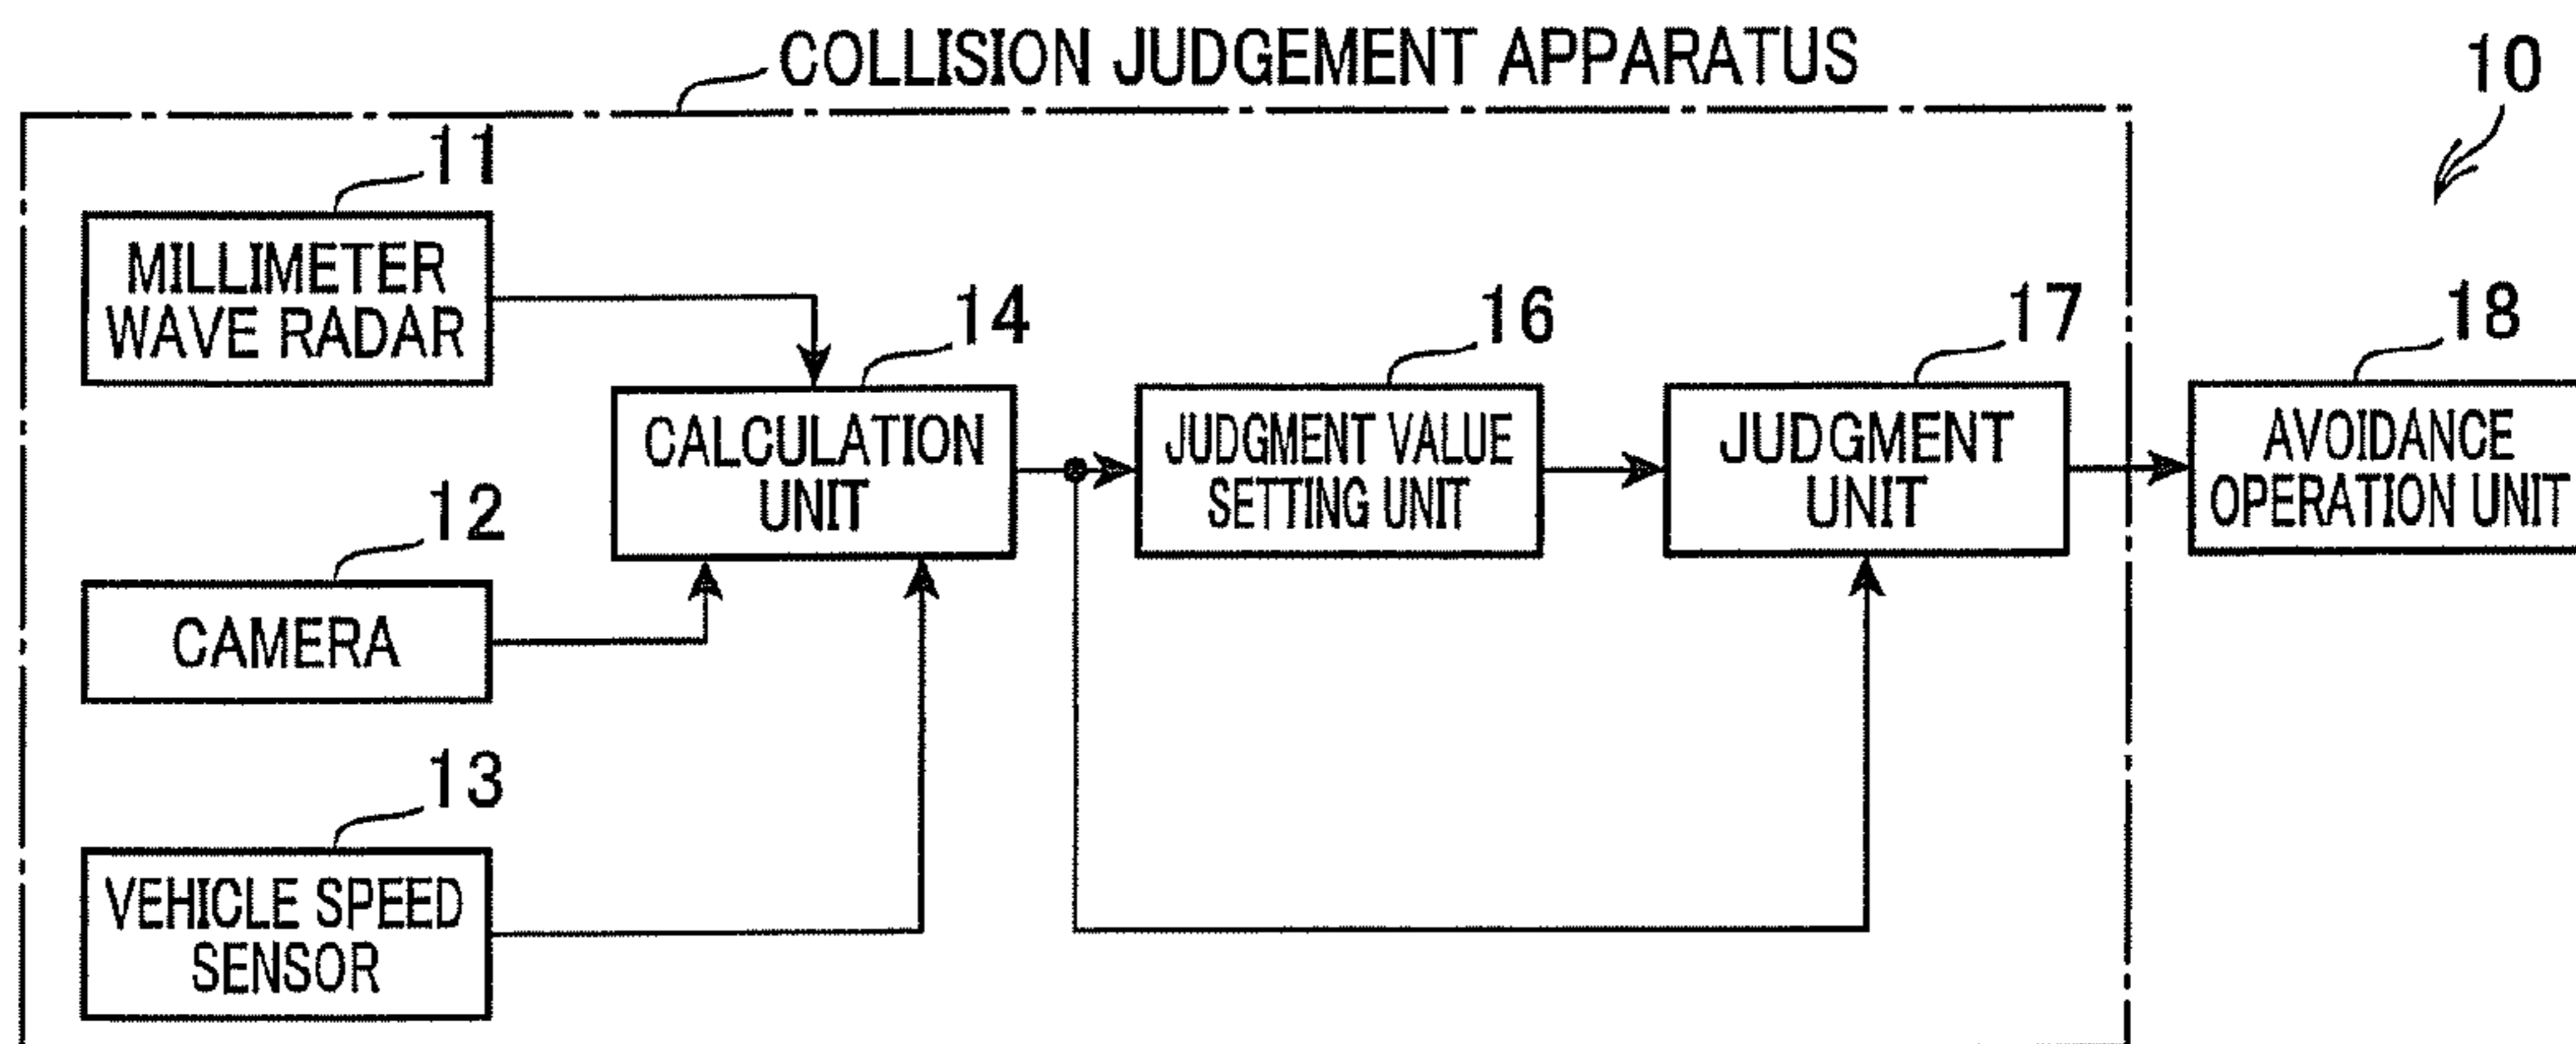 COLLISION JUDGEMENT APPARATUS
10
11
MILLIMETER
WAVE RADAR
14
CALCULATION
UNIT
16
JUDGMENT VALUE
SETTING UNIT
17
JUDGMENT
UNIT
18
AVOIDANCE
OPERATION UNIT
12
CAMERA
13
VEHICLE SPEED
SENSOR